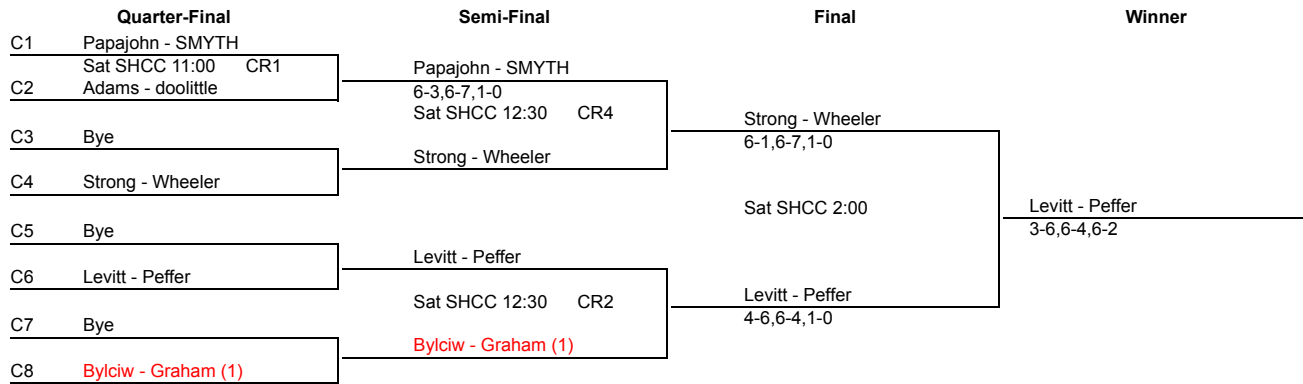 Quarter-Final Semi-Final Final Winner
C1 Papajohn - SMYTH
Sat SHCC 11:00 CR1
C2 Adams - doolittle
C3 Bye
C4 Strong - Wheeler
C5 Bye
C6 Levitt - Peffer
C7 Bye
C8 Bylciw - Graham (1)
Papajohn - SMYTH
6-3,6-7,1-0
Sat SHCC 12:30 CR4
Strong - Wheeler
Levitt - Peffer
Sat SHCC 12:30 CR2
Bylciw - Graham (1)
Strong - Wheeler
6-1,6-7,1-0
Sat SHCC 2:00
Levitt - Peffer
4-6,6-4,1-0
Levitt - Peffer
3-6,6-4,6-2